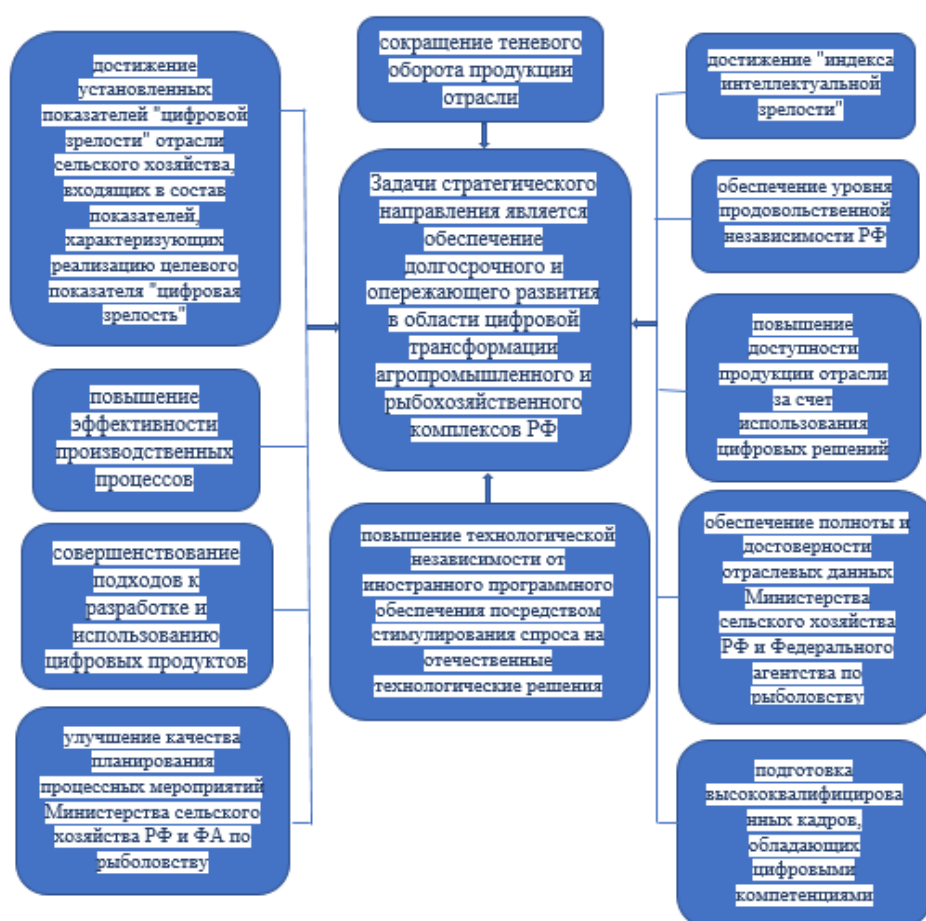 достижение
установленных
показателей "цифровой
зрелости" отрасли
сельского хозяйства,
входящих в состав
показателей,
характеризующих
реализацию целевого
показателя "цифровая
зрелость"
повышение
эффективности
производственных
процессов
совершенствование
подходов к
разработке и
использованию
цифровых продуктов
улучшение качества
планирования
процессных мероприятий
Министерства сельского
хозяйства РФ и ФА по
рыболовству
сокращение теневого
оборота продукции
отрасли
Задачи стратегического
направления является
обеспечение
долгосрочного и
опережающего развития
в области цифровой
трансформации
агропромышленного и
рыбохозяйственного
комплексов РФ
повышение технологической
независимости от
иностранного программного
обеспечения посредством
стимулирования спроса на
отечественные
технологические решения
достижение "индекса
интеллектуальной
зрелости"
обеспечение уровня
продовольственной
независимости РФ
повышение
доступности
продукции отрасли
за счет
использования
цифровых решений
обеспечение полноты и
достоверности
отраслевых данных
Министерства
сельского хозяйства
РФ и Федерального
агентства по
рыболовству
подготовка
высококвалифицирова
нных кадров,
обладающих
цифровыми
компетенциями